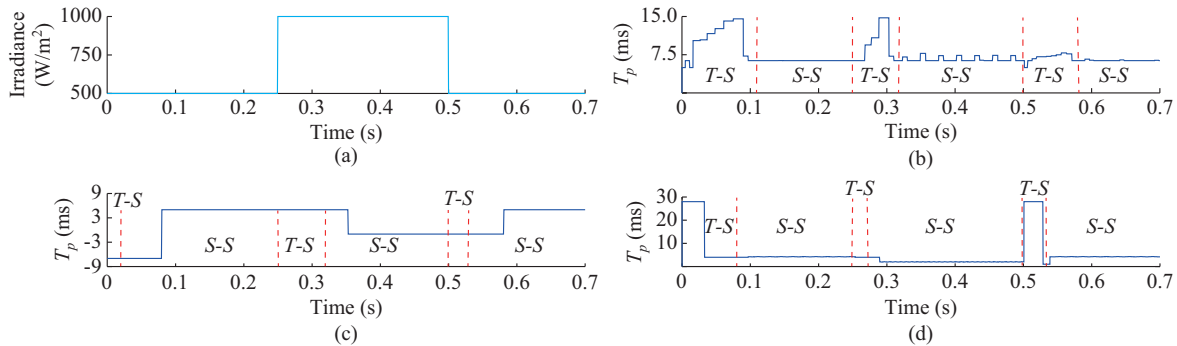 Irradiance
(W/m²)
1000
750
500
0 0.1 0.2 0.3 0.4 0.5 0.6 0.7
Time (s)
(a)
Tp (ms)
15.0
7.5
T-S S-S T-S S-S T-S S-S
0 0.1 0.2 0.3 0.4 0.5 0.6 0.7
Time (s)
(b)
Tp (ms)
9
3
-3
-9
T-S T-S
S-S T-S S-S S-S
0 0.1 0.2 0.3 0.4 0.5 0.6 0.7
Time (s)
(c)
Tp (ms)
30
20
10
T-S T-S
T-S S-S S-S S-S
0 0.1 0.2 0.3 0.4 0.5 0.6 0.7
Time (s)
(d)